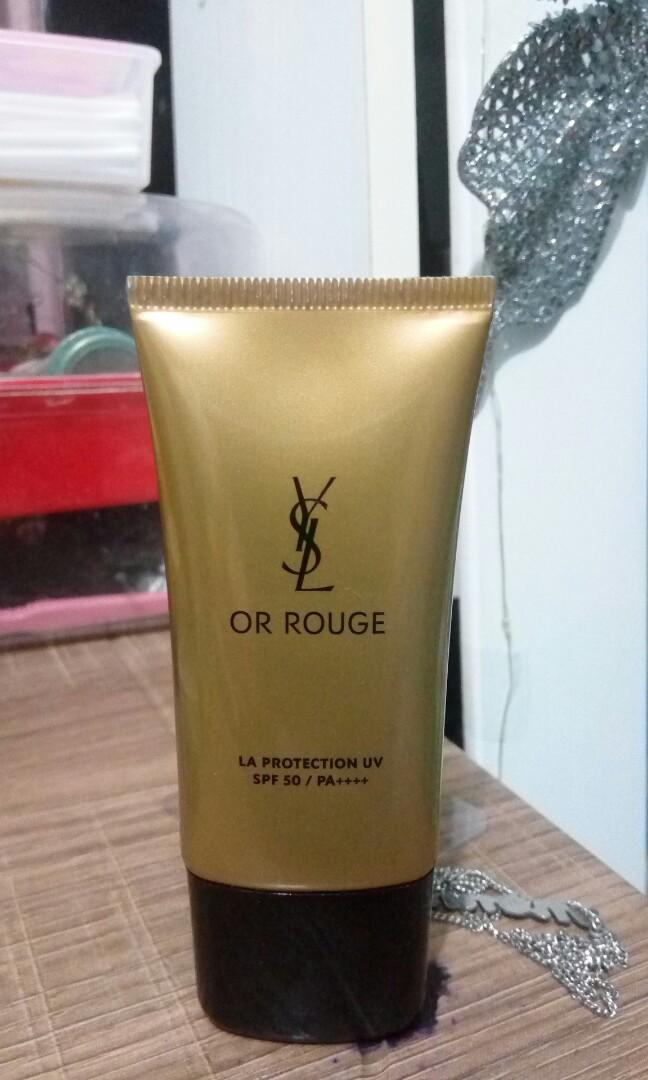 YSL
OR ROUGE
LA PROTECTION UV
SPF 50 / PA++++